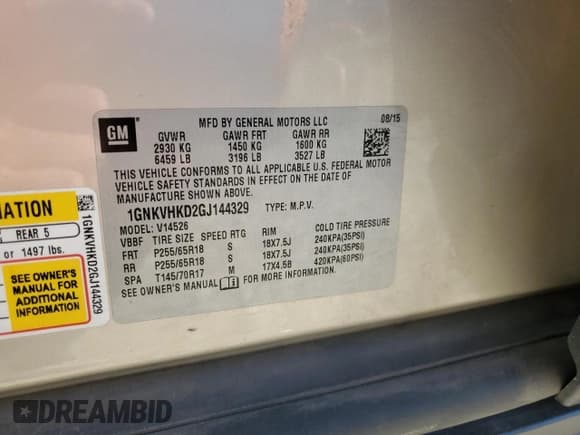 GM
MFD BY GENERAL MOTORS LLC 08/15
GVWR GAWR FRT GAWR RR
2930 KG 1450 KG 1600 KG
6459 LB 3196 LB 3527 LB
THIS VEHICLE CONFORMS TO ALL APPLICABLE U.S. FEDERAL MOTOR
VEHICLE SAFETY STANDARDS IN EFFECT ON THE DATE OF
MANUFACTURE SHOWN ABOVE.
1GNKVHKD2GJ144329 TYPE: M.P.V.
MODEL: V14526
VBBF TIRE SIZE SPEED RTG RIM COLD TIRE PRESSURE
FRT P255/65R18 S 18X7.5J 240KPA(35PSI)
RR P255/65R18 S 18X7.5J 240KPA(35PSI)
SPA T145/70R17 M 17X4.5B 420KPA(60PSI)
SEE OWNER'S MANUAL FOR MORE INFORMATION.
MATION
REAR 5
or 1497 lbs.
SEE OWNER'S
MANUAL FOR
ADDITIONAL
INFORMATION
1GNKVHKD2GJ144329
DREAMBID